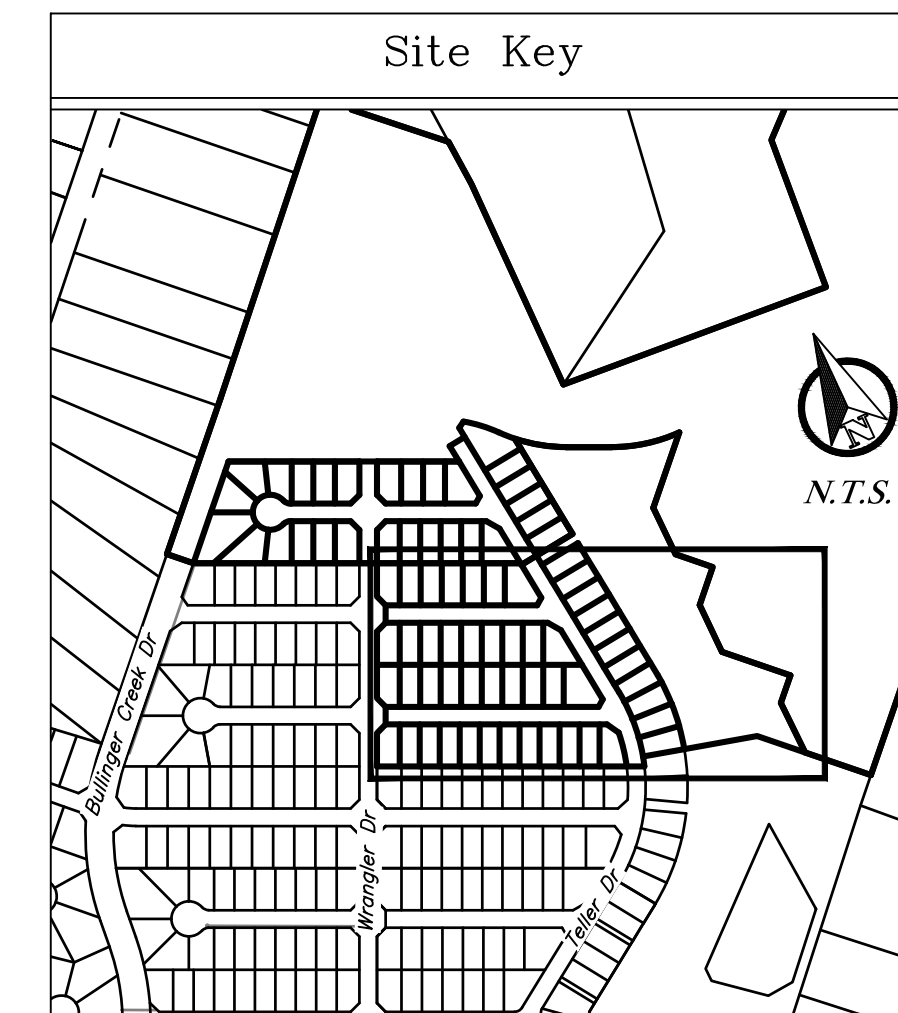 Site Key
N
N.T.S.
Bullinger Creek Dr
Wrangler Dr
Teller Dr